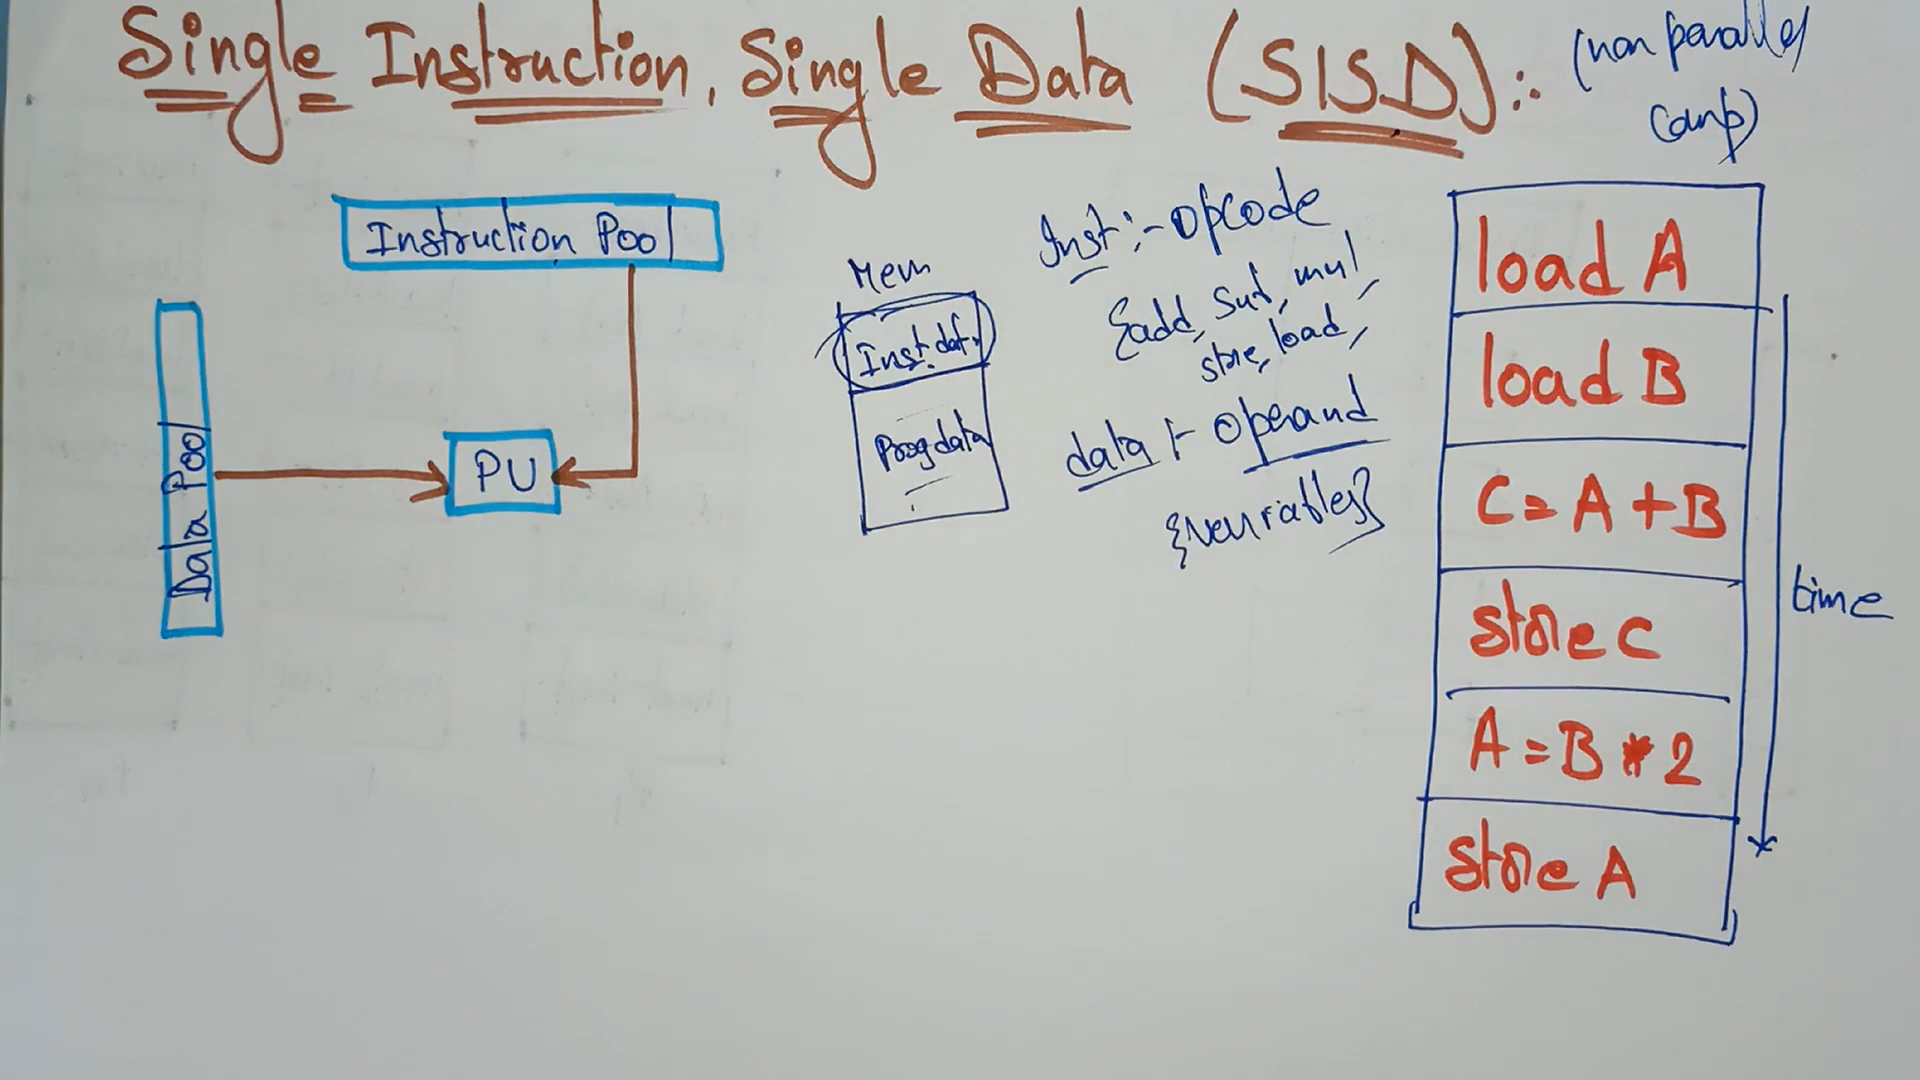 Single Instruction, Single Data (SISD):
(non parallel
comp)
Instruction Pool
Data Pool
PU
Mem
Inst. dat.
Prog data
Inst :- opcode
{add, sub, mul,
store, load,
data :- operand
{variables}
load A
load B
C = A + B
store C
A = B * 2
store A
time